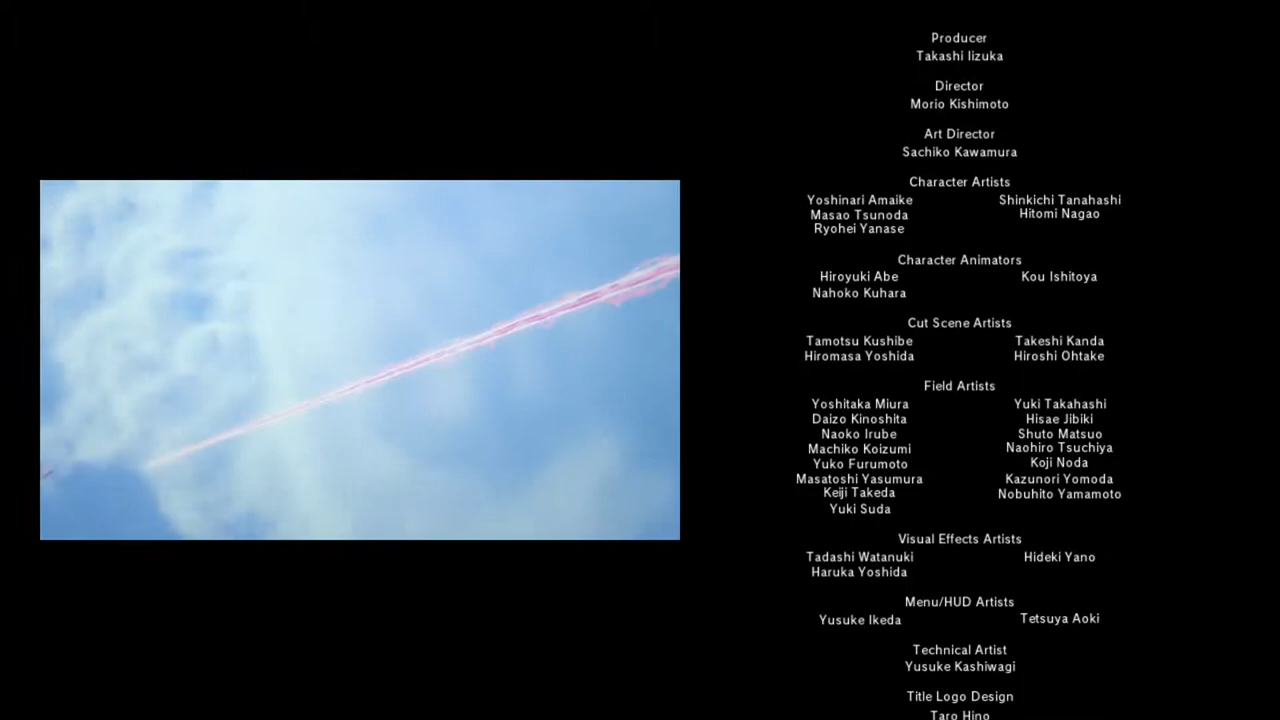 Producer
Takashi Iizuka
Director
Morio Kishimoto
Art Director
Sachiko Kawamura
Character Artists
Yoshinari Amaike Shinkichi Tanahashi
Masao Tsunoda Hitomi Nagao
Ryohei Yanase
Character Animators
Hiroyuki Abe Kou Ishitoya
Nahoko Kuhara
Cut Scene Artists
Tamotsu Kushibe Takeshi Kanda
Hiromasa Yoshida Hiroshi Ohtake
Field Artists
Yoshitaka Miura Yuki Takahashi
Daizo Kinoshita Hisae Jibiki
Naoko Irube Shuto Matsuo
Machiko Koizumi Naohiro Tsuchiya
Yuko Furumoto Koji Noda
Masatoshi Yasumura Kazunori Yomoda
Keiji Takeda Nobuhito Yamamoto
Yuki Suda
Visual Effects Artists
Tadashi Watanuki Hideki Yano
Haruka Yoshida
Menu/HUD Artists
Yusuke Ikeda Tetsuya Aoki
Technical Artist
Yusuke Kashiwagi
Title Logo Design
Taro Hino